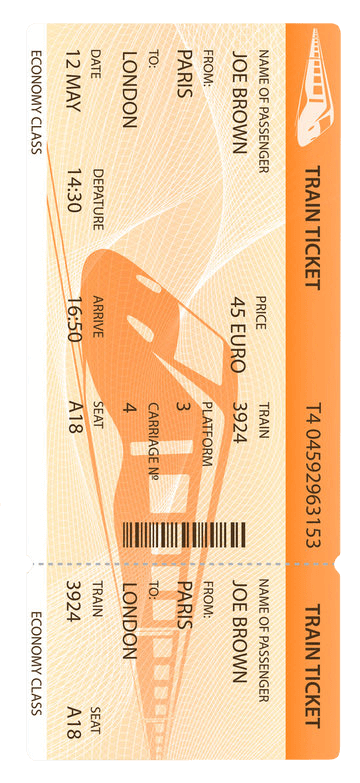 TRAIN TICKET T4 04592963153
NAME OF PASSENGER PRICE TRAIN
JOE BROWN 45 EURO 3924
FROM: PLATFORM
PARIS 3
TO: CARRIAGE Nº
LONDON 4
DATE DEPATURE ARRIVE SEAT
12 MAY 14:30 16:50 A18
ECONOMY CLASS
TRAIN TICKET
NAME OF PASSENGER
JOE BROWN
FROM:
PARIS
TO:
LONDON
TRAIN SEAT
3924 A18
ECONOMY CLASS